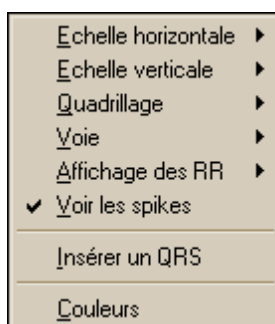 Echelle horizontale
Echelle verticale
Quadrillage
Voie
Affichage des RR
Voir les spikes
Insérer un QRS
Couleurs